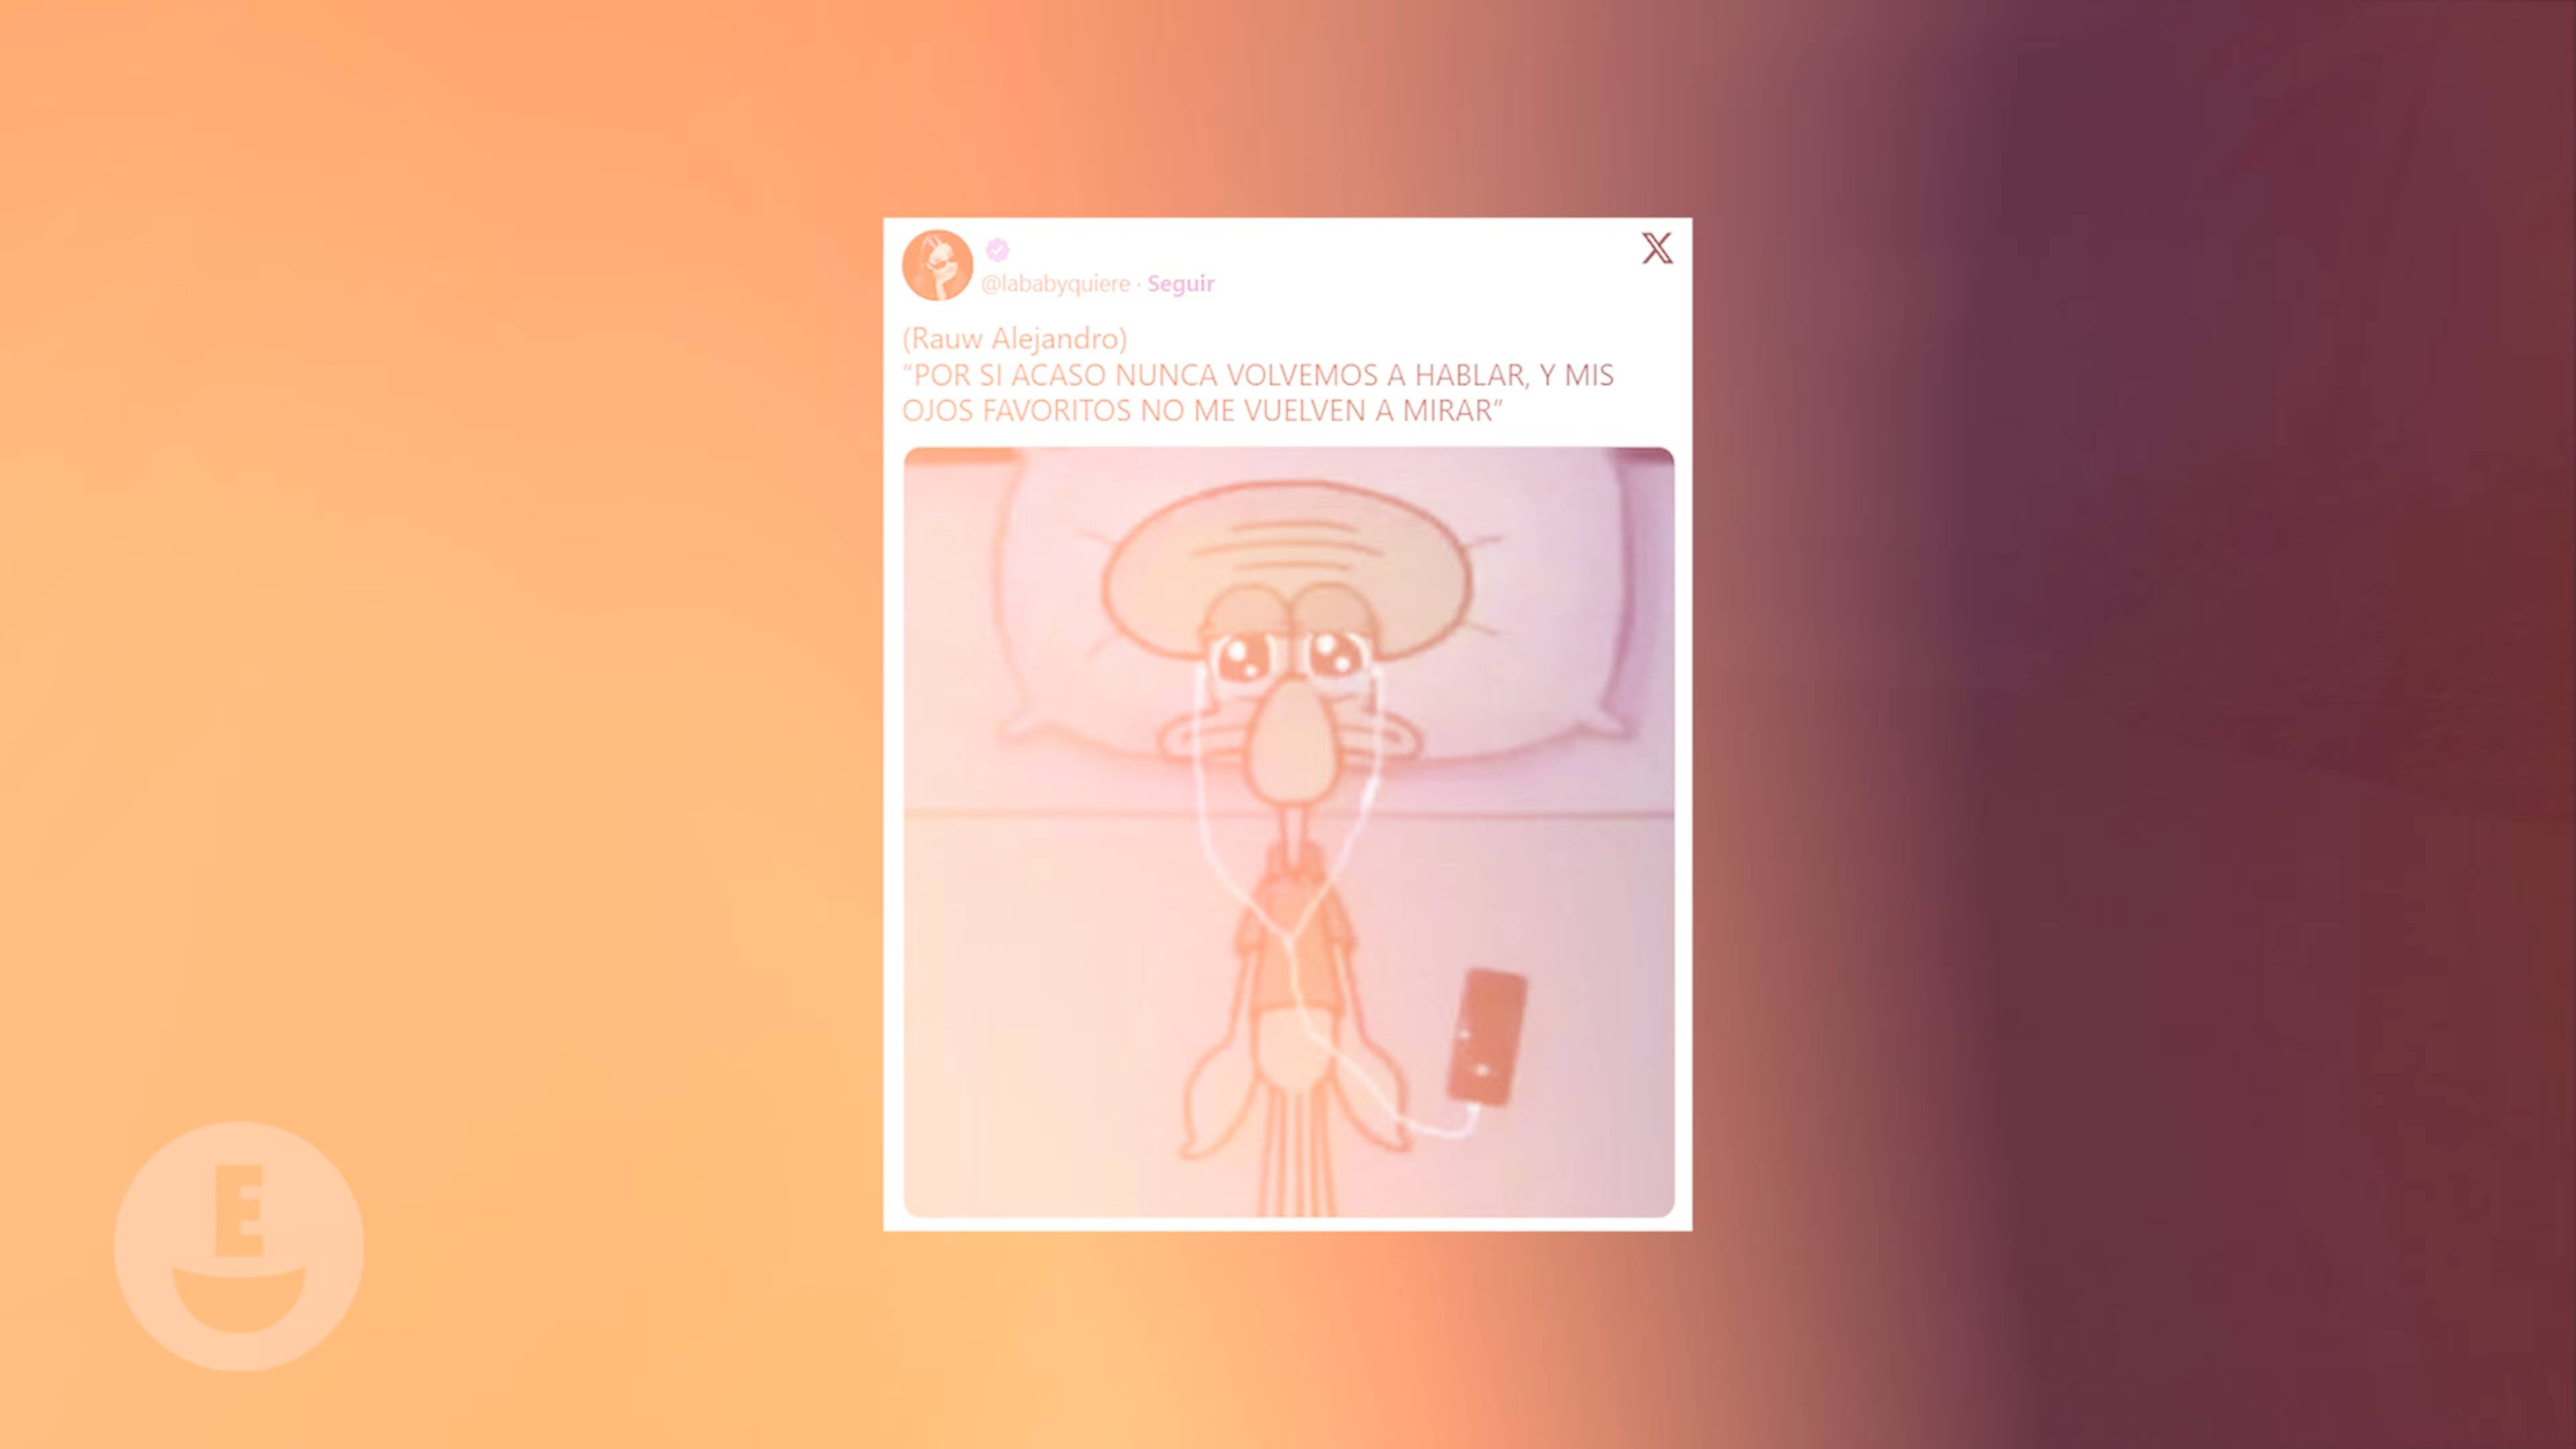 @lababyquiere · Seguir
(Rauw Alejandro)
“POR SI ACASO NUNCA VOLVEMOS A HABLAR, Y MIS
OJOS FAVORITOS NO ME VUELVEN A MIRAR”
E